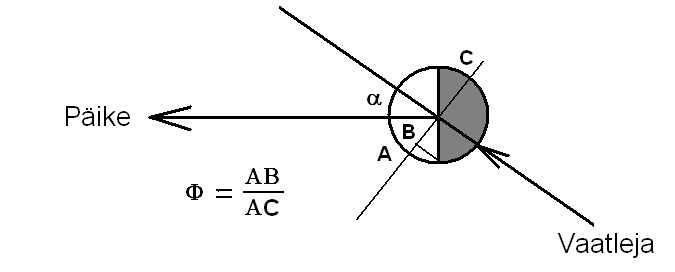 C
α
Päike
B
A
Φ = AB / AC
Vaatleja